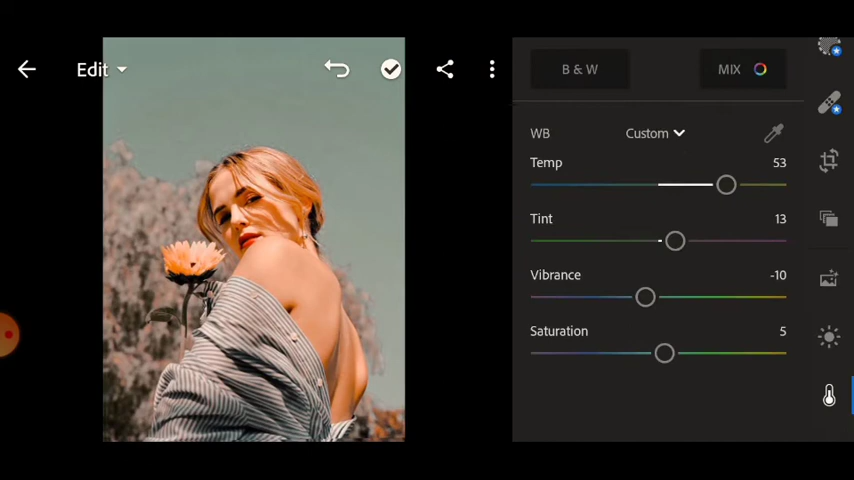 Edit
B & W
MIX
WB
Custom
Temp 53
Tint 13
Vibrance -10
Saturation 5